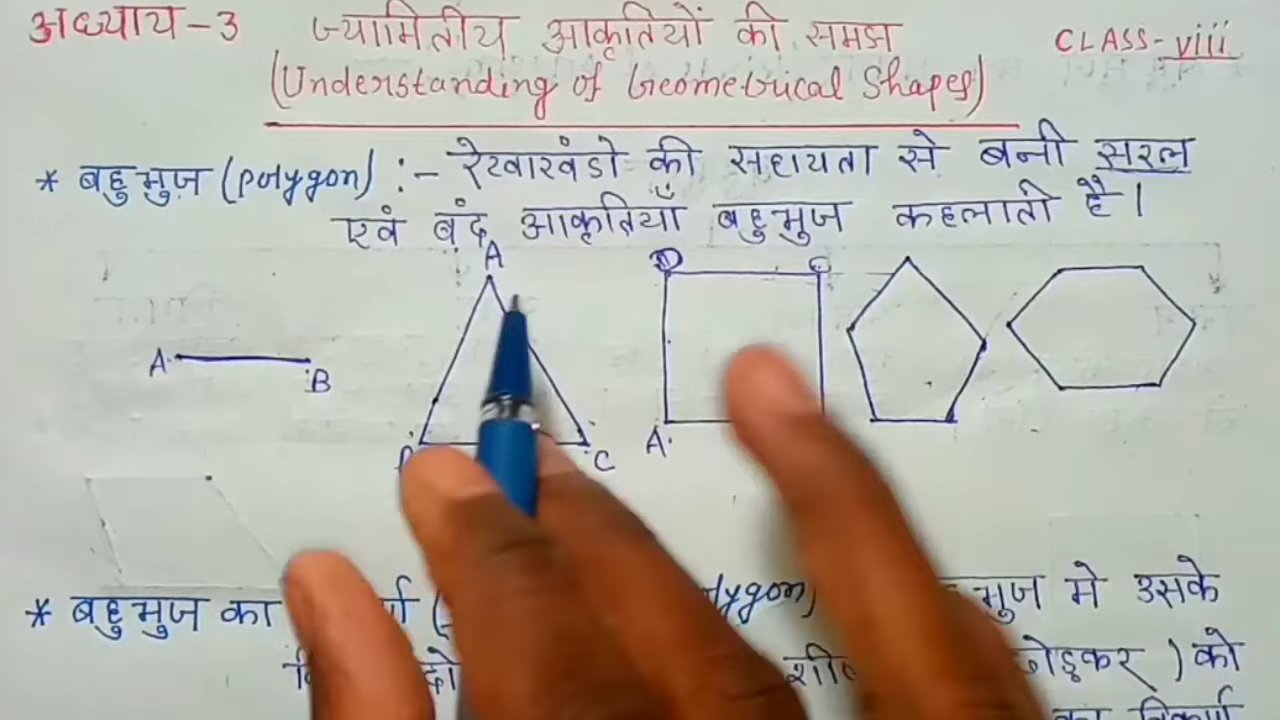 अध्याय-3 ज्यामितीय आकृतियों की समझ CLASS-viii
(Understanding of Geometrical Shapes)
* बहुभुज (polygon) :- रेखाखंडो की सहायता से बनी सरल
एवं बंद आकृतियाँ बहुभुज कहलाती है।
A
D C
A B
A C
* बहुभुज का मे उसके
को